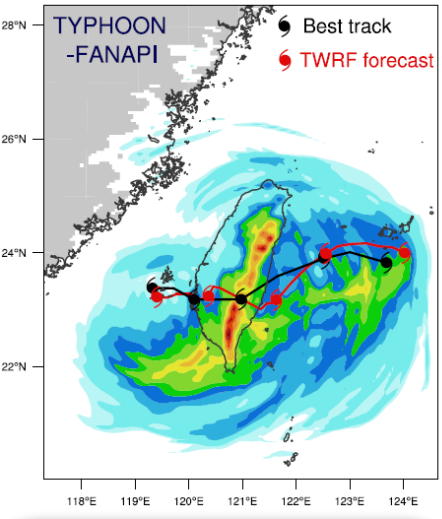 TYPHOON
-FANAPI
Best track
TWRF forecast
28°N
26°N
24°N
22°N
118°E 119°E 120°E 121°E 122°E 123°E 124°E